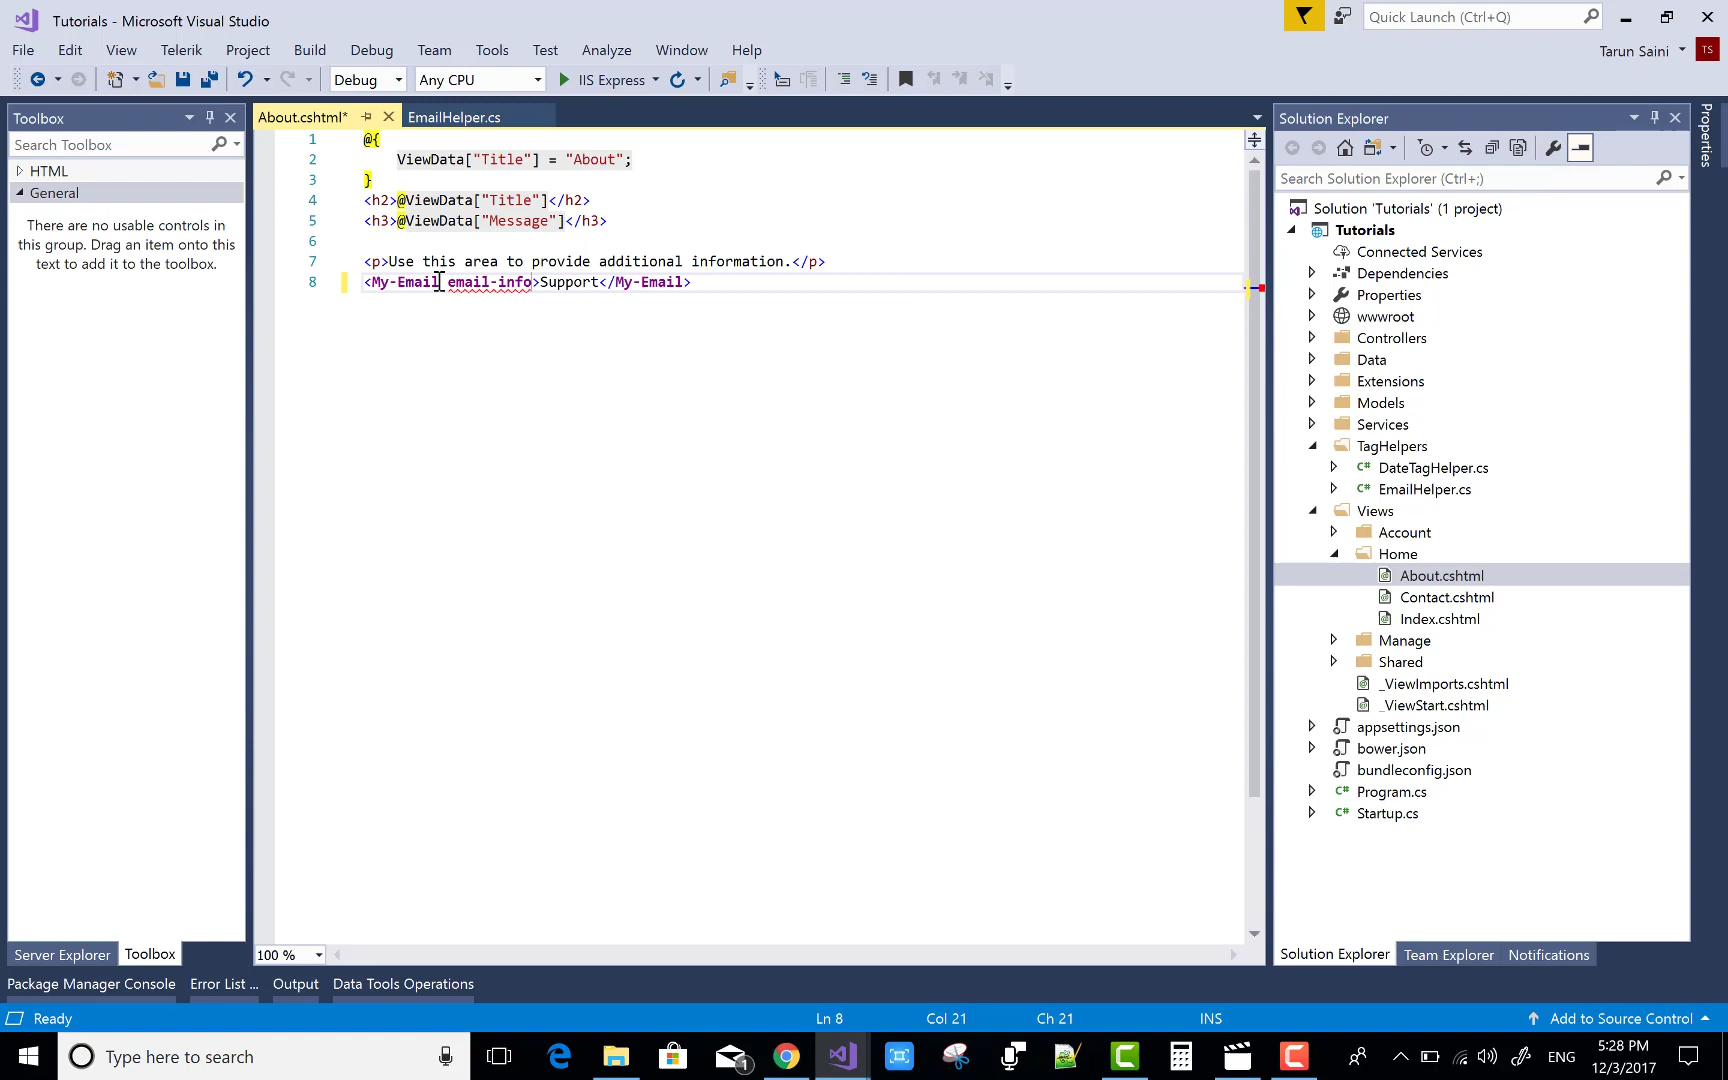 Tutorials - Microsoft Visual Studio
Quick Launch (Ctrl+Q)
File Edit View Telerik Project Build Debug Team Tools Test Analyze Window Help
Tarun Saini TS
Debug Any CPU IIS Express
Toolbox
Search Toolbox
HTML
General
There are no usable controls in
this group. Drag an item onto this
text to add it to the toolbox.
Server Explorer Toolbox
About.cshtml* EmailHelper.cs
1 @{
2 ViewData["Title"] = "About";
3 }
4 <h2>@ViewData["Title"]</h2>
5 <h3>@ViewData["Message"]</h3>
6
7 <p>Use this area to provide additional information.</p>
8 <My-Email email-info>Support</My-Email>
100 %
Solution Explorer
Search Solution Explorer (Ctrl+;)
Solution 'Tutorials' (1 project)
Tutorials
Connected Services
Dependencies
Properties
wwwroot
Controllers
Data
Extensions
Models
Services
TagHelpers
C# DateTagHelper.cs
C# EmailHelper.cs
Views
Account
Home
About.cshtml
Contact.cshtml
Index.cshtml
Manage
Shared
_ViewImports.cshtml
_ViewStart.cshtml
appsettings.json
bower.json
bundleconfig.json
C# Program.cs
C# Startup.cs
Solution Explorer Team Explorer Notifications
Properties
Package Manager Console Error List ... Output Data Tools Operations
Ready Ln 8 Col 21 Ch 21 INS Add to Source Control
Type here to search
1
ENG
5:28 PM
12/3/2017